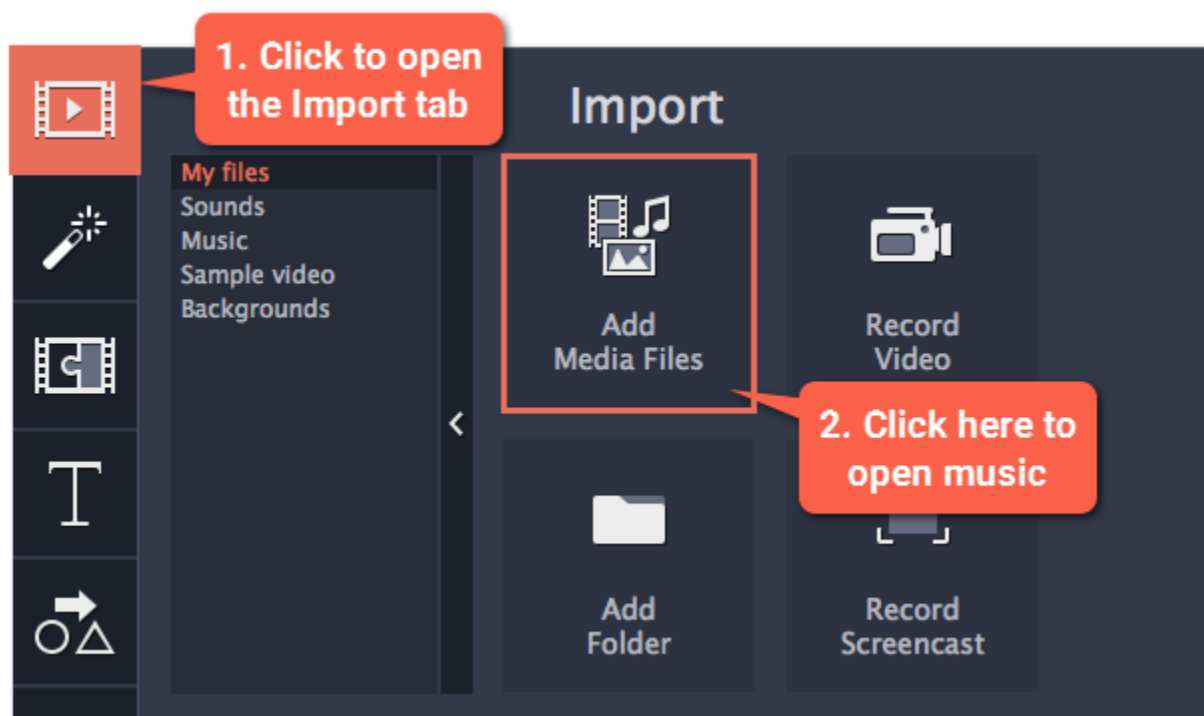 1. Click to open
the Import tab
Import
My files
Sounds
Music
Sample video
Backgrounds
Add
Media Files
Record
Video
2. Click here to
open music
Add
Folder
Record
Screencast